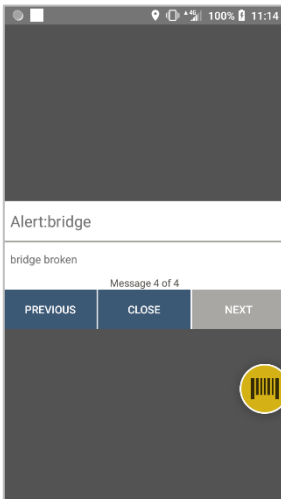 100% 11:14
Alert:bridge
bridge broken
Message 4 of 4
PREVIOUS CLOSE NEXT